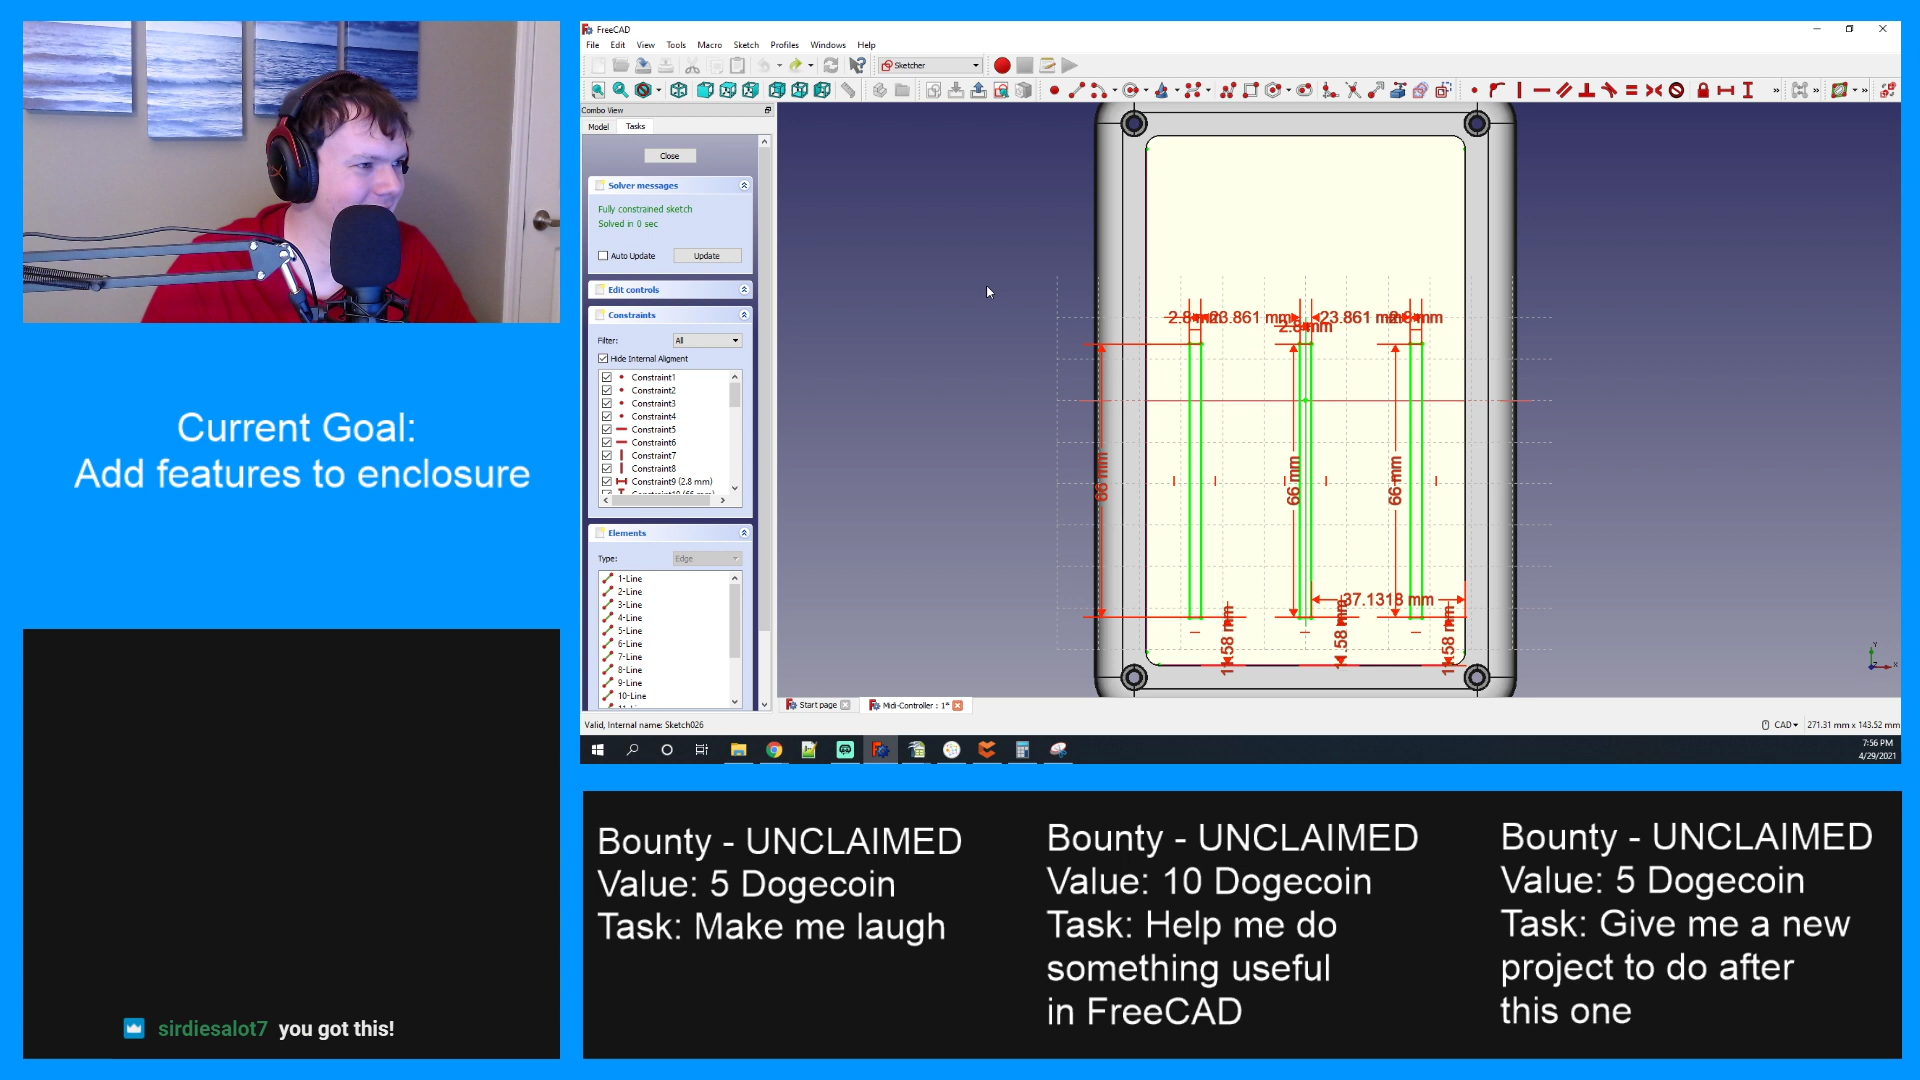 FreeCAD
File Edit View Tools Macro Sketch Profiles Windows Help
Sketcher
Combo View
Model Tasks
Close
Solver messages
Fully constrained sketch
Solved in 0 sec
Auto Update Update
Edit controls
Constraints
Filter: All
Hide Internal Aligment
Constraint1
Constraint2
Constraint3
Constraint4
Constraint5
Constraint6
Constraint7
Constraint8
Constraint9 (2.8 mm)
Elements
Type: Edge
1-Line
2-Line
3-Line
4-Line
5-Line
6-Line
7-Line
8-Line
9-Line
10-Line
23.861 mm
23.861 mm
2.8 mm
66 mm
66 mm
66 mm
37.1318 mm
Start page Midi-Controller : 1*
Valid, Internal name: Sketch026
CAD 271.31 mm x 143.52 mm
7:56 PM
4/29/2021
Current Goal:
Add features to enclosure
sirdiesalot7 you got this!
Bounty - UNCLAIMED
Value: 5 Dogecoin
Task: Make me laugh
Bounty - UNCLAIMED
Value: 10 Dogecoin
Task: Help me do
something useful
in FreeCAD
Bounty - UNCLAIMED
Value: 5 Dogecoin
Task: Give me a new
project to do after
this one